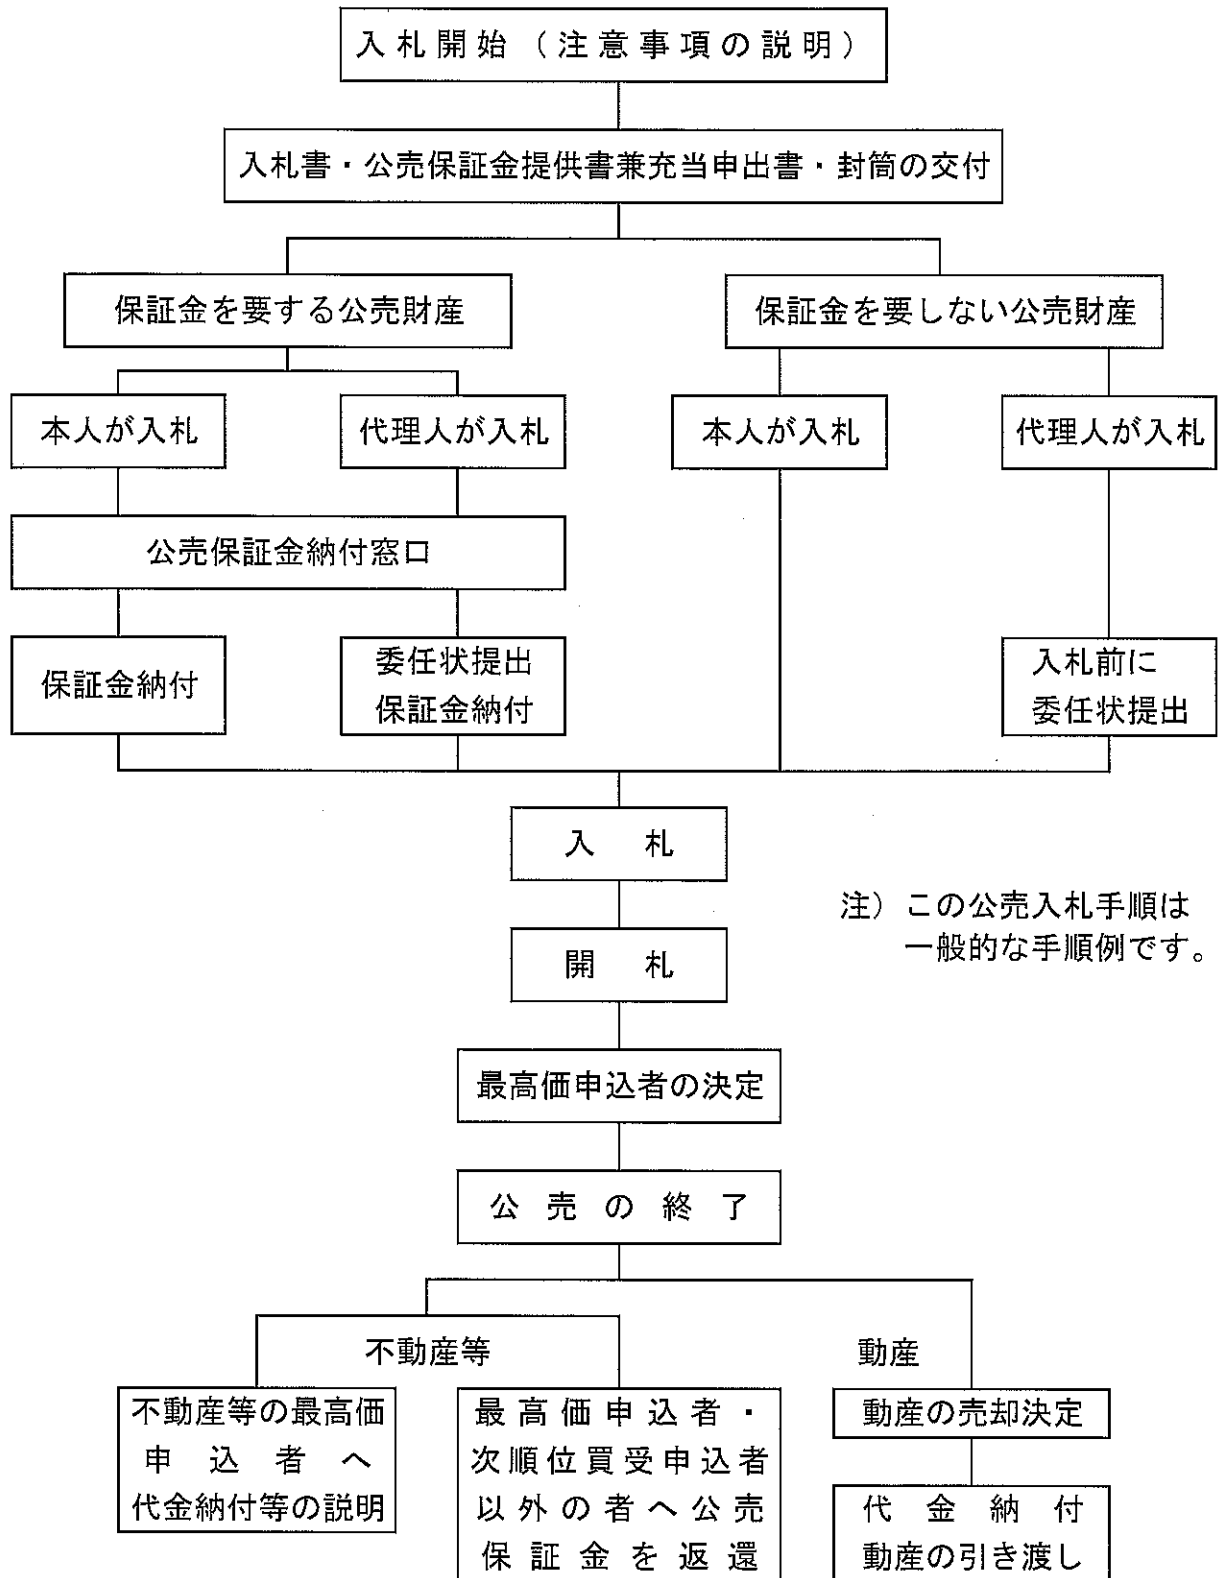 入札開始（注意事項の説明）
入札書・公売保証金提供書兼充当申出書・封筒の交付
保証金を要する公売財産
保証金を要しない公売財産
本人が入札
代理人が入札
本人が入札
代理人が入札
公売保証金納付窓口
保証金納付
委任状提出
保証金納付
入札前に
委任状提出
入札
注）この公売入札手順は
一般的な手順例です。
開札
最高価申込者の決定
公売の終了
不動産等
動産
不動産等の最高価
申込者へ
代金納付等の説明
最高価申込者・
次順位買受申込者
以外の者へ公売
保証金を返還
動産の売却決定
代金納付
動産の引き渡し